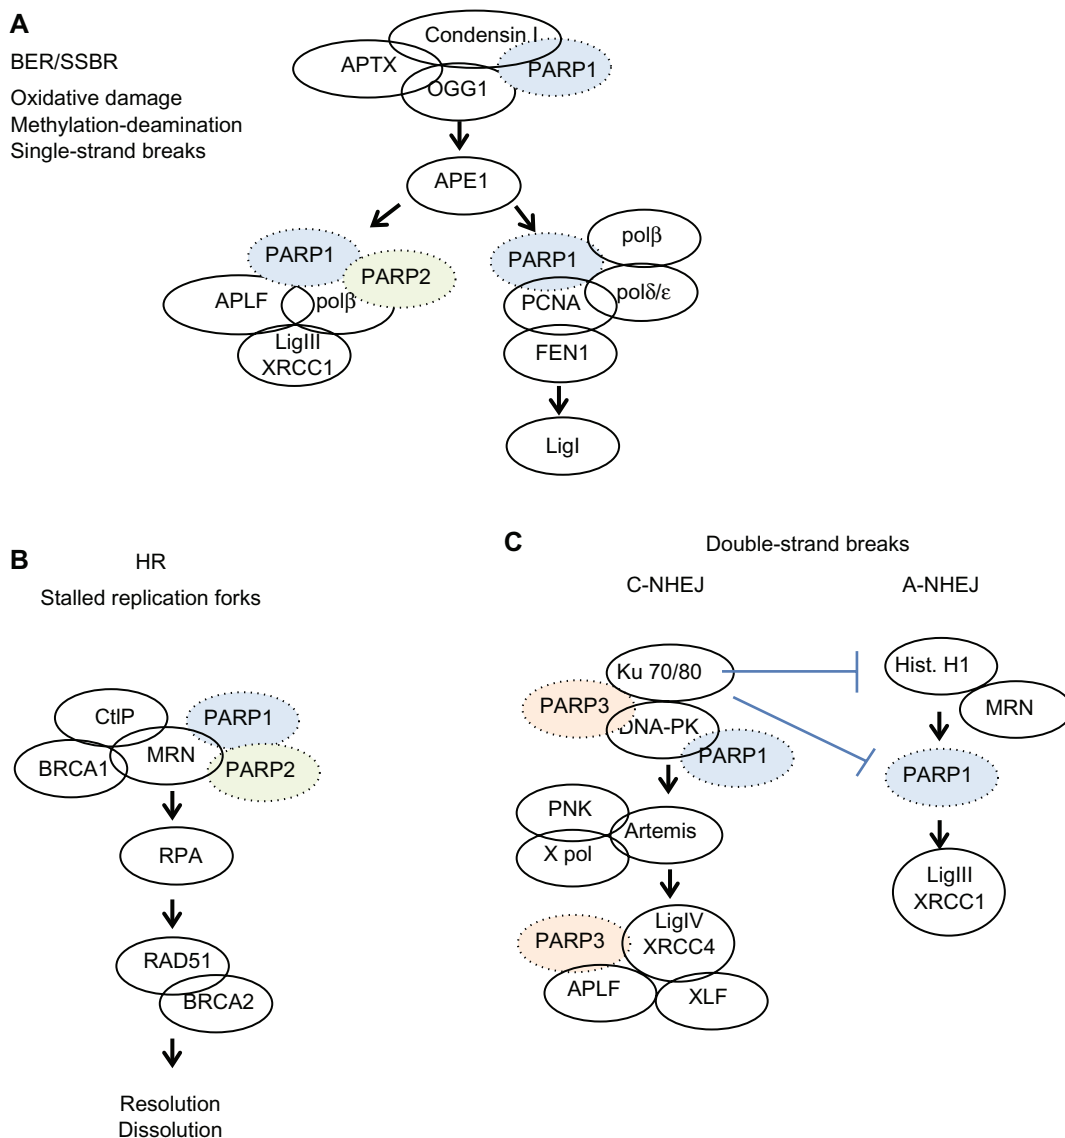 A
BER/SSBR
Oxidative damage
Methylation-deamination
Single-strand breaks
Condensin I
APTX
PARP1
OGG1
APE1
PARP1
PARP2
APLF
polβ
LigIII
XRCC1
polβ
PARP1
polδ/ε
PCNA
FEN1
LigI
B
HR
Stalled replication forks
CtIP
PARP1
BRCA1
MRN
PARP2
RPA
RAD51
BRCA2
Resolution
Dissolution
C
Double-strand breaks
C-NHEJ
A-NHEJ
Ku 70/80
PARP3
DNA-PK
PARP1
PNK
Artemis
X pol
LigIV
XRCC4
PARP3
APLF
XLF
Hist. H1
MRN
PARP1
LigIII
XRCC1